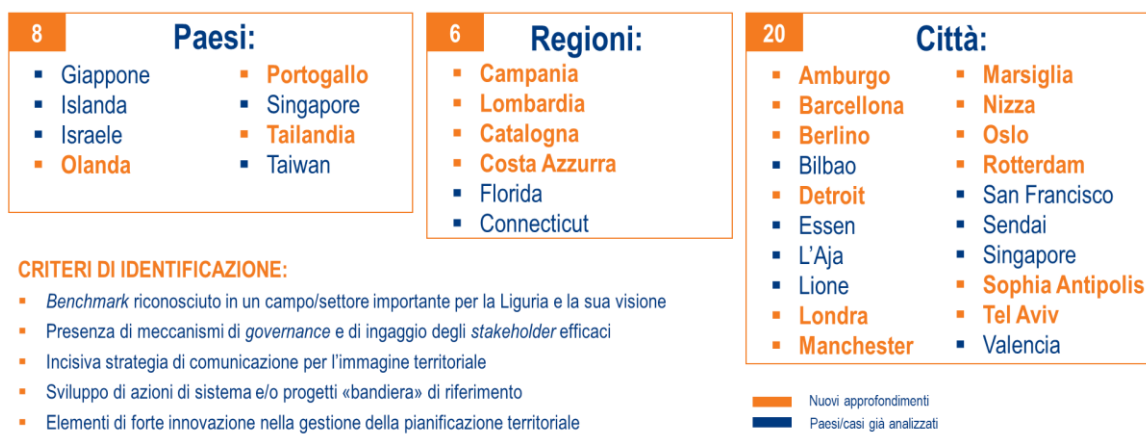 8
Paesi:
Giappone
Islanda
Israele
Olanda
Portogallo
Singapore
Tailandia
Taiwan
6
Regioni:
Campania
Lombardia
Catalogna
Costa Azzurra
Florida
Connecticut
20
Città:
Amburgo
Barcellona
Berlino
Bilbao
Detroit
Essen
L'Aja
Lione
Londra
Manchester
Marsiglia
Nizza
Oslo
Rotterdam
San Francisco
Sendai
Singapore
Sophia Antipolis
Tel Aviv
Valencia
CRITERI DI IDENTIFICAZIONE:
Benchmark riconosciuto in un campo/settore importante per la Liguria e la sua visione
Presenza di meccanismi di governance e di ingaggio degli stakeholder efficaci
Incisiva strategia di comunicazione per l'immagine territoriale
Sviluppo di azioni di sistema e/o progetti «bandiera» di riferimento
Elementi di forte innovazione nella gestione della pianificazione territoriale
Nuovi approfondimenti
Paesi/casi già analizzati